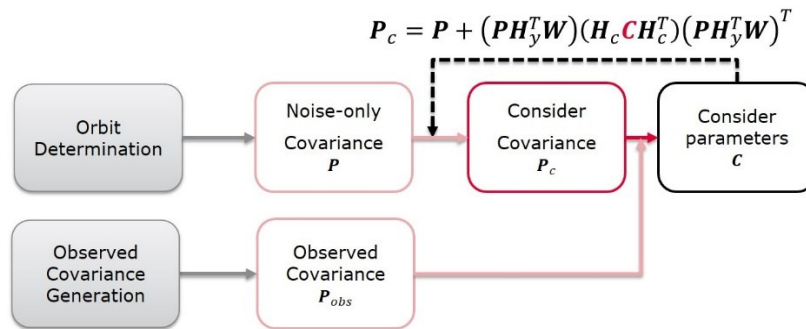 P_c = P + (PH_y^T W)(H_c C H_c^T)(PH_y^T W)^T
Orbit
Determination
Noise-only
Covariance
P
Consider
Covariance
P_c
Consider
parameters
C
Observed
Covariance
Generation
Observed
Covariance
P_obs